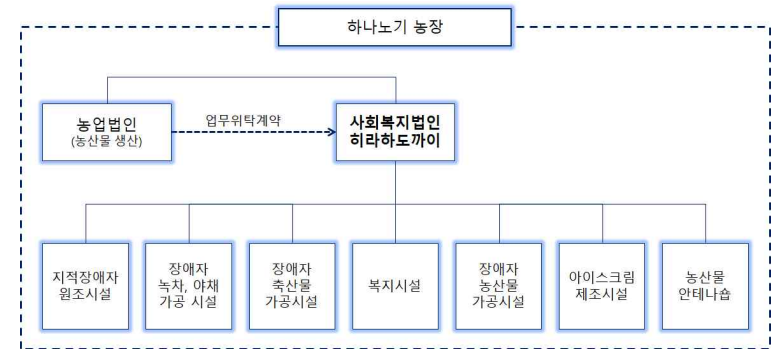 하나노기 농장
농업법인
(농산물 생산)
업무위탁계약
사회복지법인
히라하도까이
지적장애자
원조시설
장애자
녹차, 야채
가공 시설
장애자
축산물
가공시설
복지시설
장애자
농산물
가공시설
아이스크림
제조시설
농산물
안테나숍